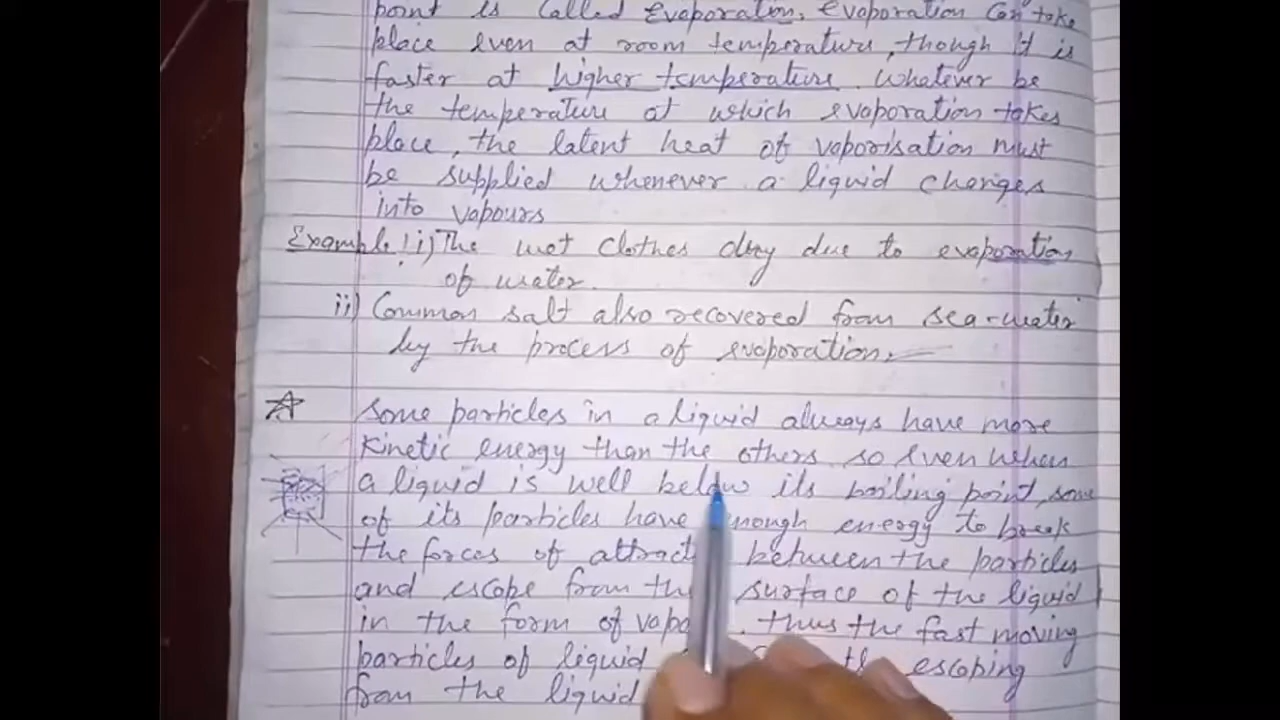 point is called Evaporation. Evaporation can take
place even at room temperature, though it is
faster at higher temperature. Whatever be
the temperature at which evaporation takes
place, the latent heat of vaporisation must
be supplied whenever a liquid changes
into vapours
Example: i) The wet clothes dry due to evaporation
of water.
ii) Common salt also recovered from sea-water
by the process of evaporation.
Some particles in a liquid always have more
Kinetic energy than the others. so even when
a liquid is well below its boiling point, some
of its particles have enough energy to break
the forces of attract between the particles
and escape from the surface of the liquid
in the form of vapo . thus the fast moving
particles of liquid escaping
from the liquid